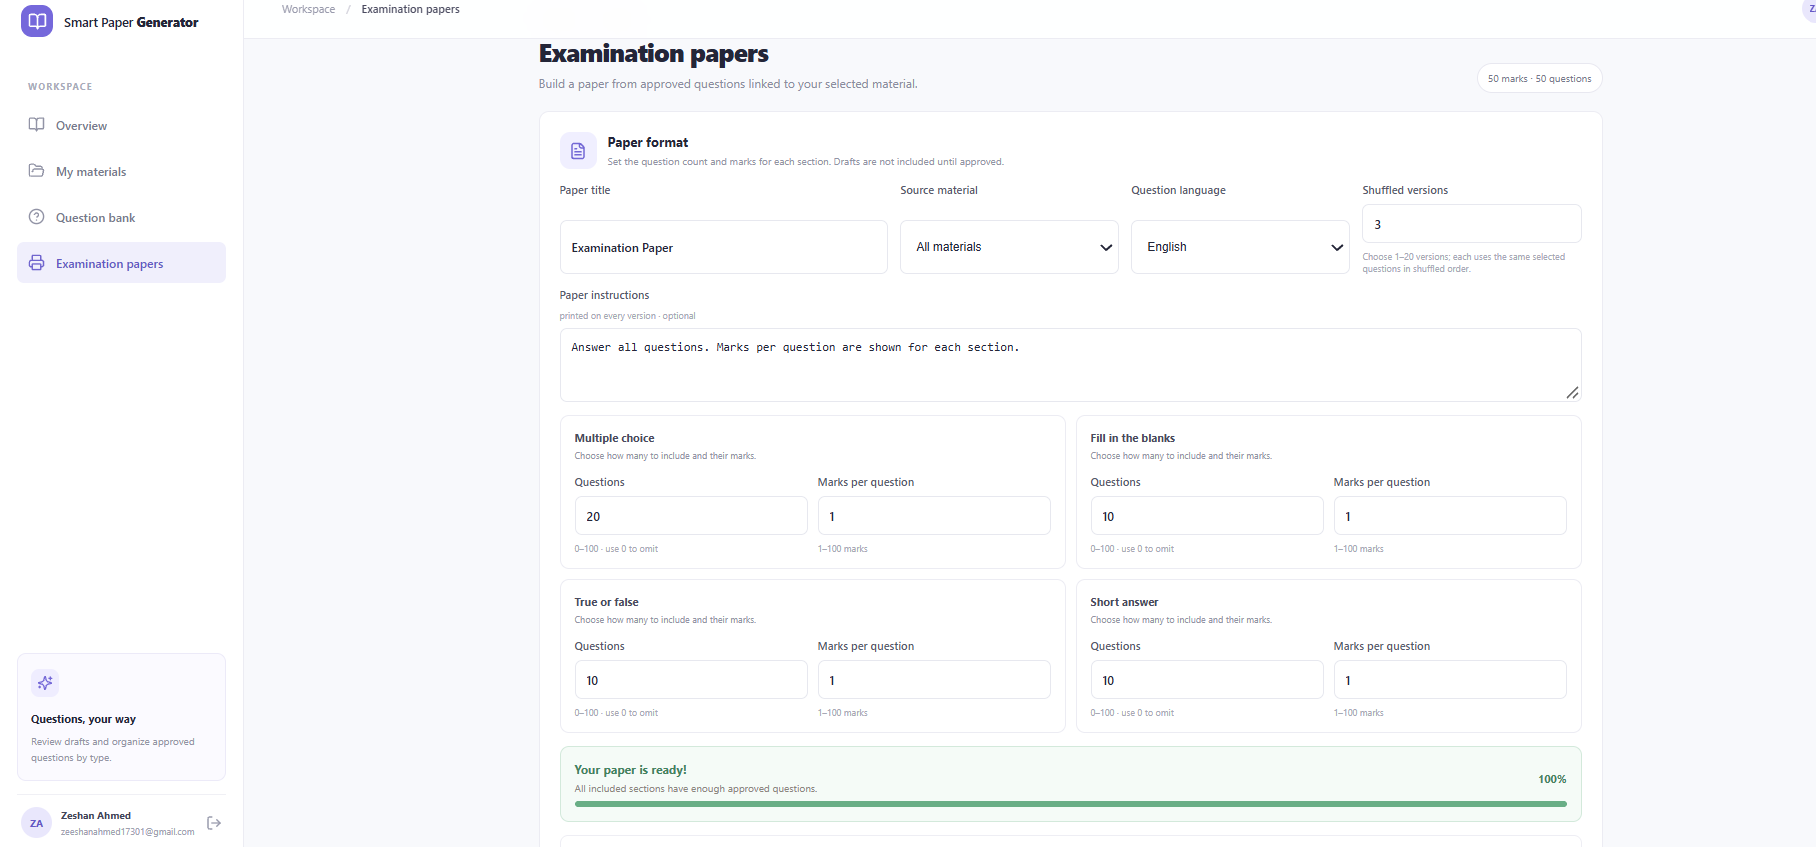 Smart Paper Generator
Workspace / Examination papers
WORKSPACE
Overview
My materials
Question bank
Examination papers
Questions, your way
Review drafts and organize approved
questions by type.
ZA
Zeshan Ahmed
zeeshanahmed17301@gmail.com
Examination papers
Build a paper from approved questions linked to your selected material.
50 marks · 50 questions
Paper format
Set the question count and marks for each section. Drafts are not included until approved.
Paper title
Examination Paper
Source material
All materials
Question language
English
Shuffled versions
3
Choose 1–20 versions; each uses the same selected
questions in shuffled order.
Paper instructions
printed on every version · optional
Answer all questions. Marks per question are shown for each section.
Multiple choice
Choose how many to include and their marks.
Questions
20
0–100 · use 0 to omit
Marks per question
1
1–100 marks
Fill in the blanks
Choose how many to include and their marks.
Questions
10
0–100 · use 0 to omit
Marks per question
1
1–100 marks
True or false
Choose how many to include and their marks.
Questions
10
0–100 · use 0 to omit
Marks per question
1
1–100 marks
Short answer
Choose how many to include and their marks.
Questions
10
0–100 · use 0 to omit
Marks per question
1
1–100 marks
Your paper is ready!
All included sections have enough approved questions.
100%